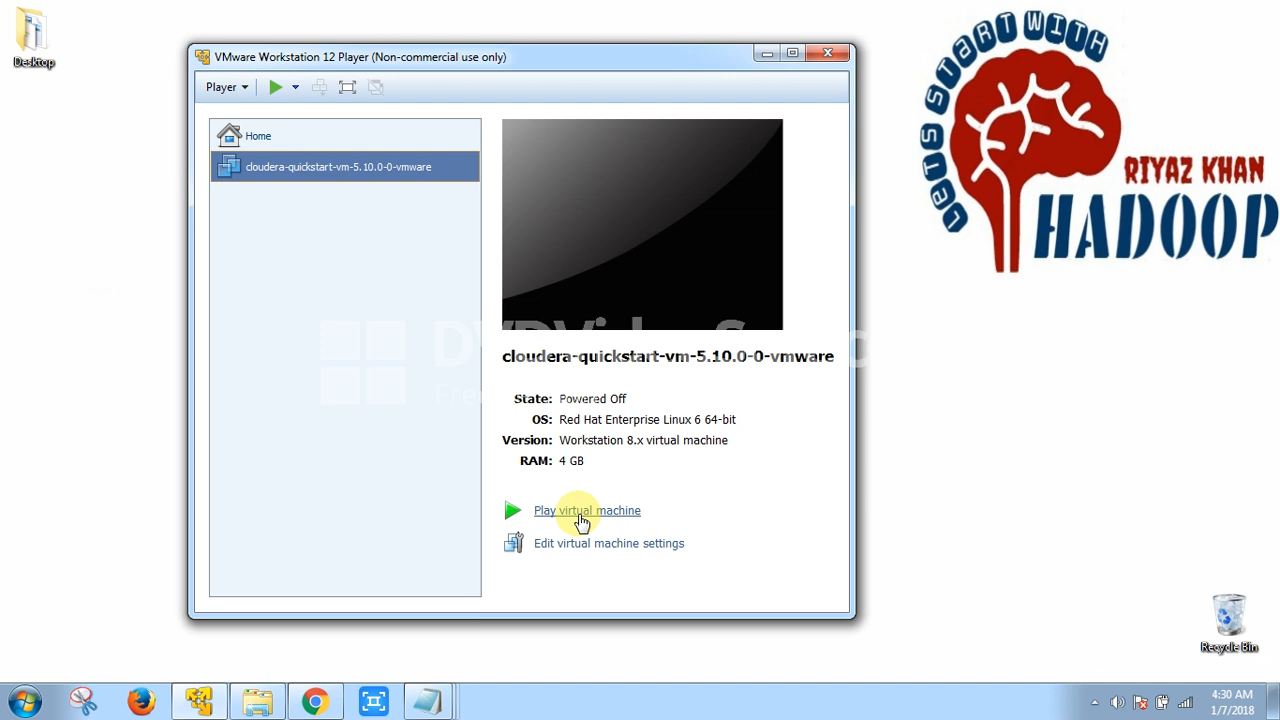 Desktop
VMware Workstation 12 Player (Non-commercial use only)
Player
Home
cloudera-quickstart-vm-5.10.0-0-vmware
cloudera-quickstart-vm-5.10.0-0-vmware
State: Powered Off
OS: Red Hat Enterprise Linux 6 64-bit
Version: Workstation 8.x virtual machine
RAM: 4 GB
Play virtual machine
Edit virtual machine settings
LETS START WITH
RIYAZ KHAN
HADOOP
Recycle Bin
4:30 AM
1/7/2018